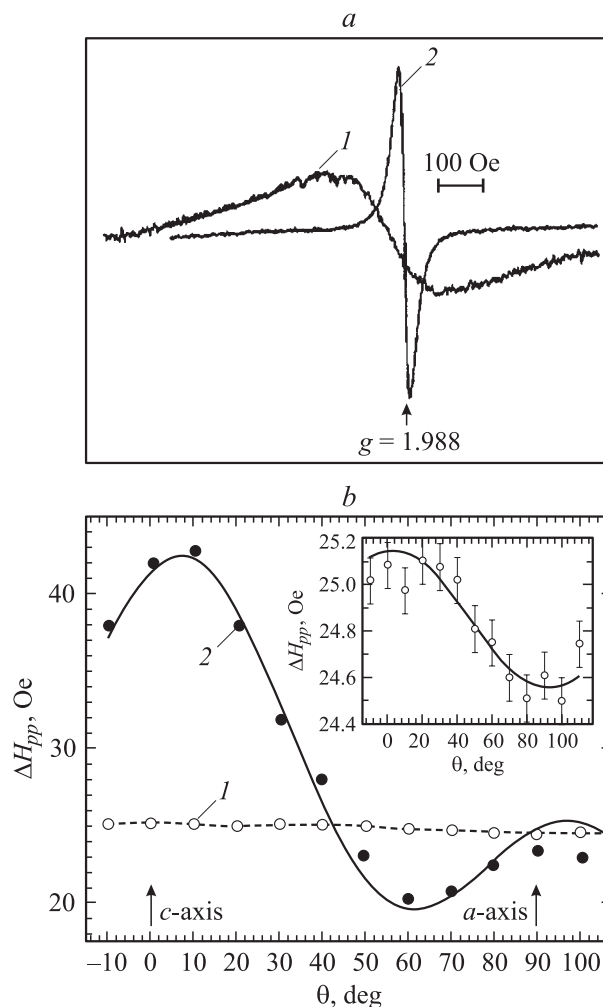 a
2
1
100 Oe
g = 1.988
b
ΔH_pp, Oe
40
30
20
2
1
c-axis
a-axis
–10 0 10 20 30 40 50 60 70 80 90 100
θ, deg
ΔH_pp, Oe
25.2
25.0
24.8
24.6
24.4
0 20 40 60 80 100
θ, deg